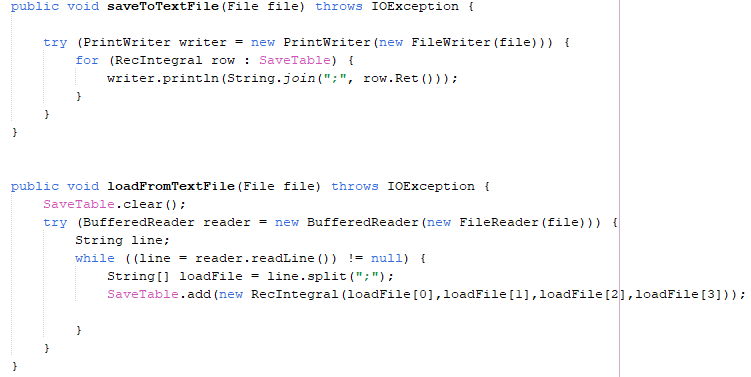 public void saveToTextFile(File file) throws IOException {
try (PrintWriter writer = new PrintWriter(new FileWriter(file))) {
for (RecIntegral row : SaveTable) {
writer.println(String.join(";", row.Ret()));
}
}
}
public void loadFromTextFile(File file) throws IOException {
SaveTable.clear();
try (BufferedReader reader = new BufferedReader(new FileReader(file))) {
String line;
while ((line = reader.readLine()) != null) {
String[] loadFile = line.split(";");
SaveTable.add(new RecIntegral(loadFile[0],loadFile[1],loadFile[2],loadFile[3]));
}
}
}